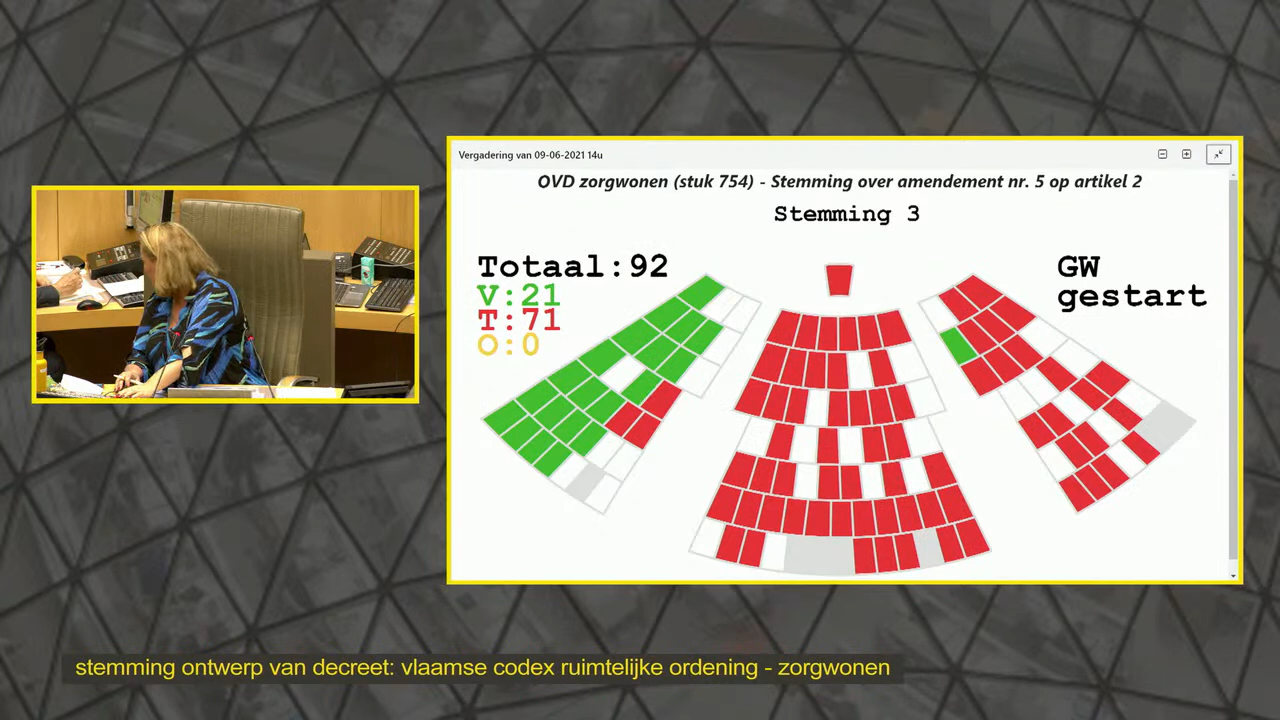 Vergadering van 09-06-2021 14u
OVD zorgwonen (stuk 754) - Stemming over amendement nr. 5 op artikel 2
Stemming 3
Totaal:92
V:21
T:71
O:0
GW
gestart
stemming ontwerp van decreet: vlaamse codex ruimtelijke ordening - zorgwonen